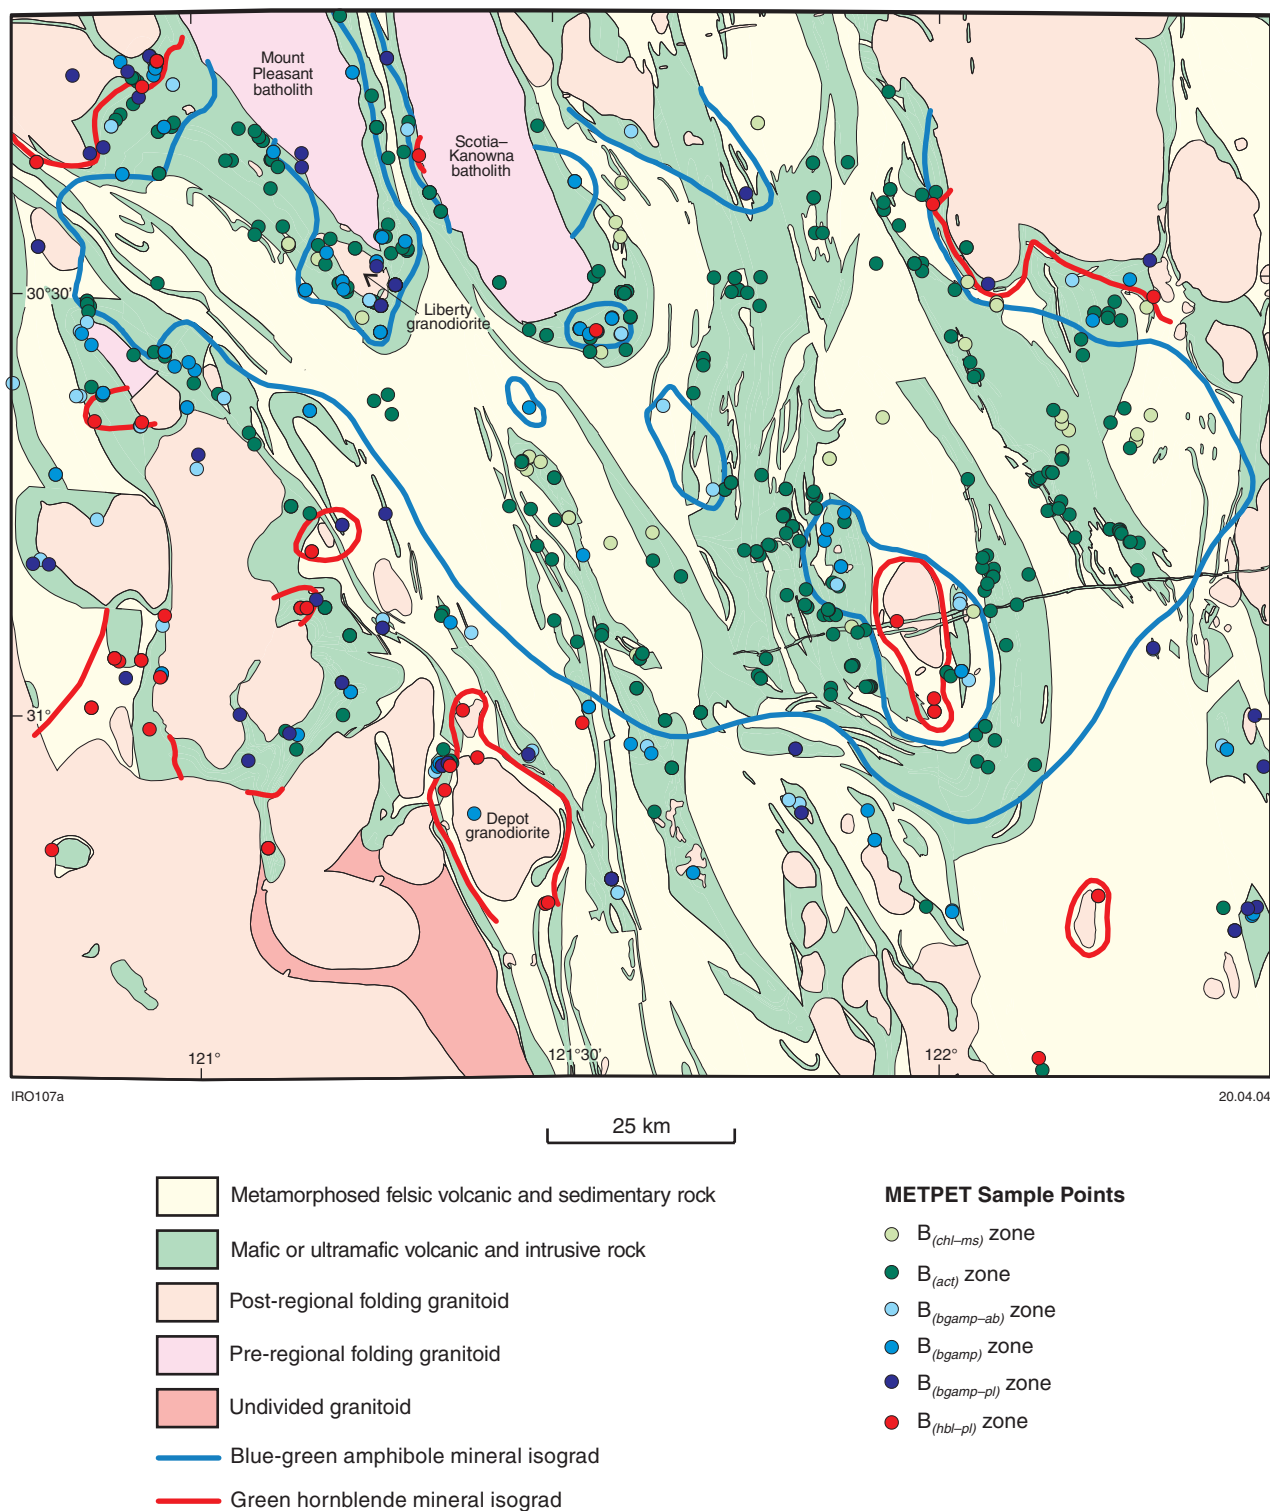 Mount
Pleasant
batholith
Scotia–
Kanowna
batholith
30°30'
Liberty
granodiorite
31°
Depot
granodiorite
121°
121°30'
122°
IRO107a
20.04.04
25 km
Metamorphosed felsic volcanic and sedimentary rock
Mafic or ultramafic volcanic and intrusive rock
Post-regional folding granitoid
Pre-regional folding granitoid
Undivided granitoid
Blue-green amphibole mineral isograd
Green hornblende mineral isograd
METPET Sample Points
B(chl–ms) zone
B(act) zone
B(bgamp–ab) zone
B(bgamp) zone
B(bgamp-pl) zone
B(hbl–pl) zone